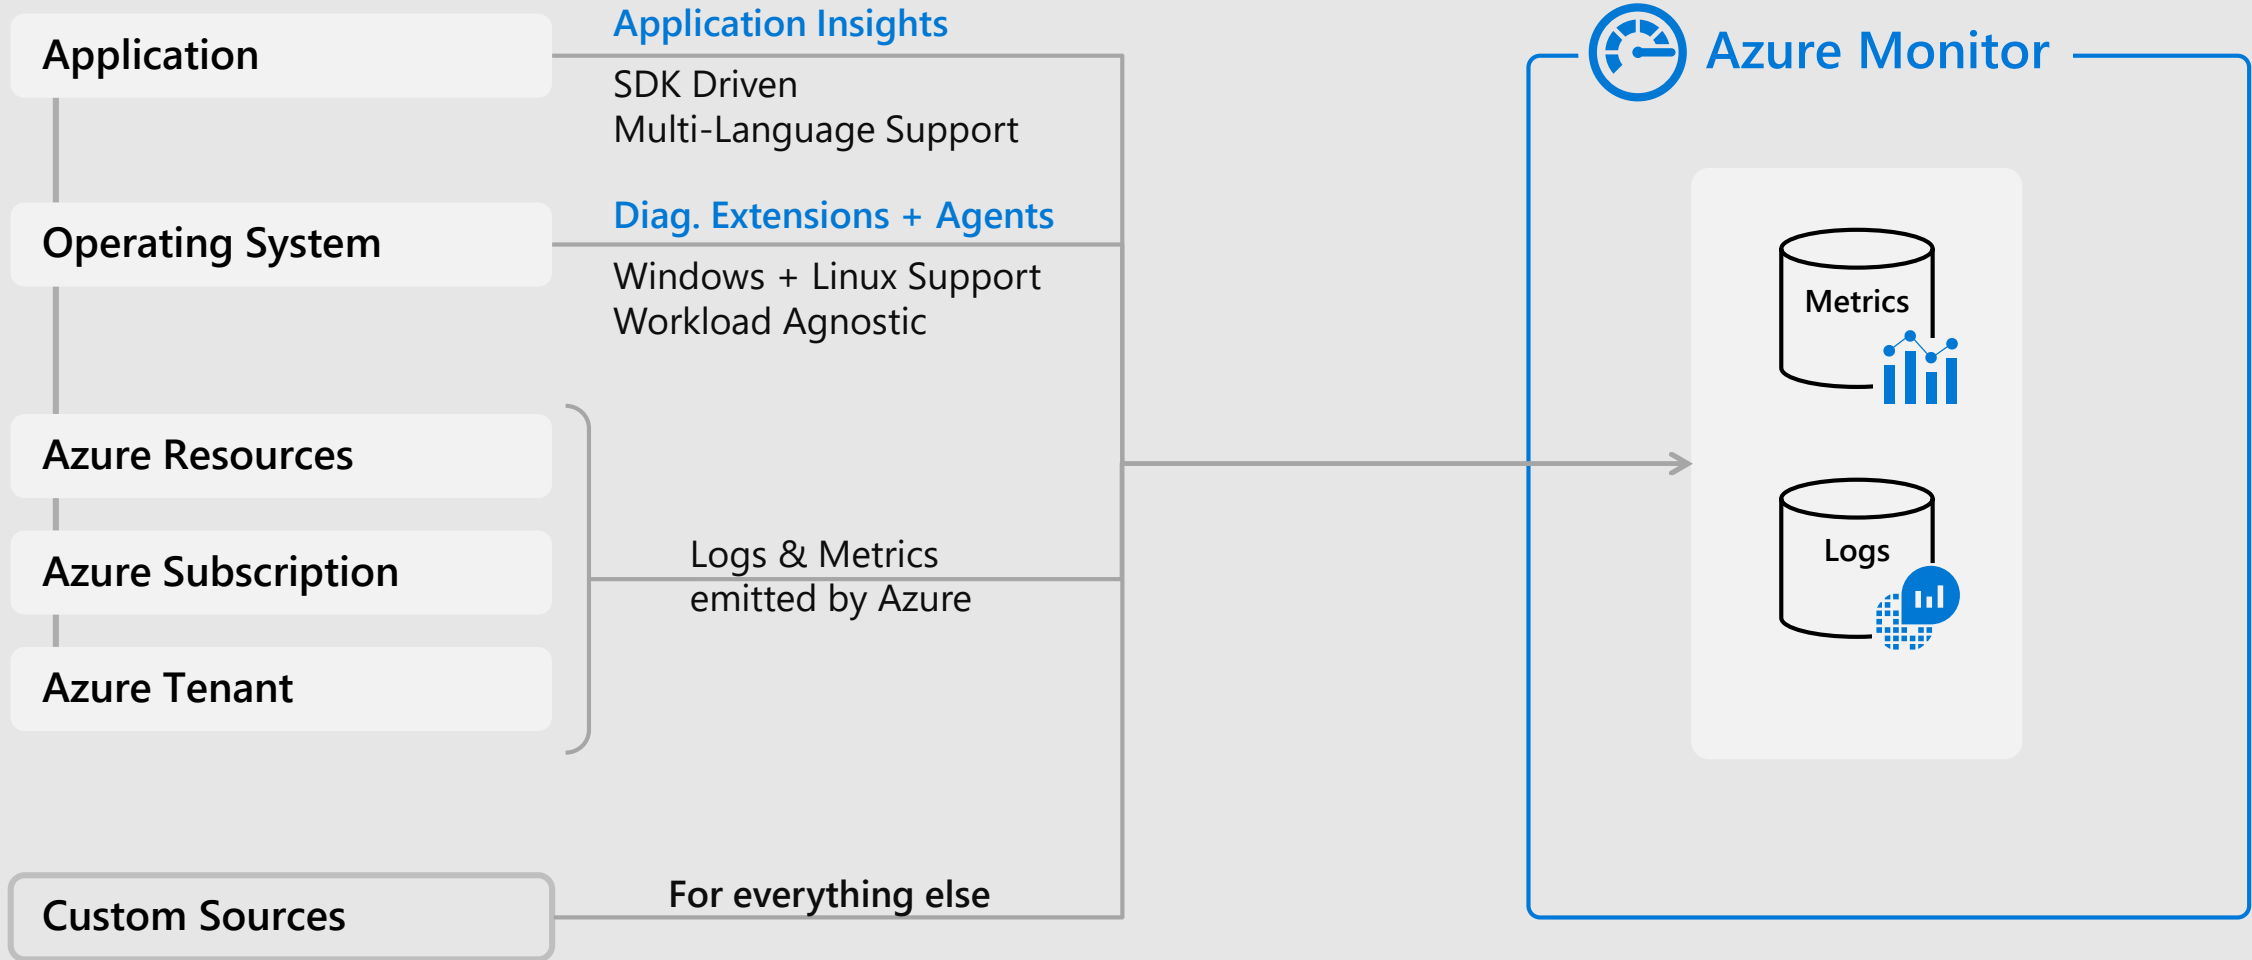 Application
Application Insights
SDK Driven
Multi-Language Support
Operating System
Diag. Extensions + Agents
Windows + Linux Support
Workload Agnostic
Azure Resources
Azure Subscription
Azure Tenant
Logs & Metrics
emitted by Azure
Custom Sources
For everything else
Azure Monitor
Metrics
Logs